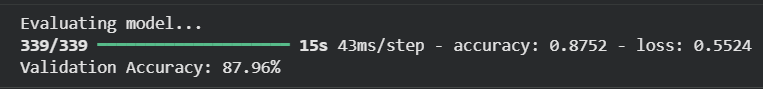 Evaluating model...
339/339 ━━━━━━━━━━━━━━━━━━━━ 15s 43ms/step - accuracy: 0.8752 - loss: 0.5524
Validation Accuracy: 87.96%